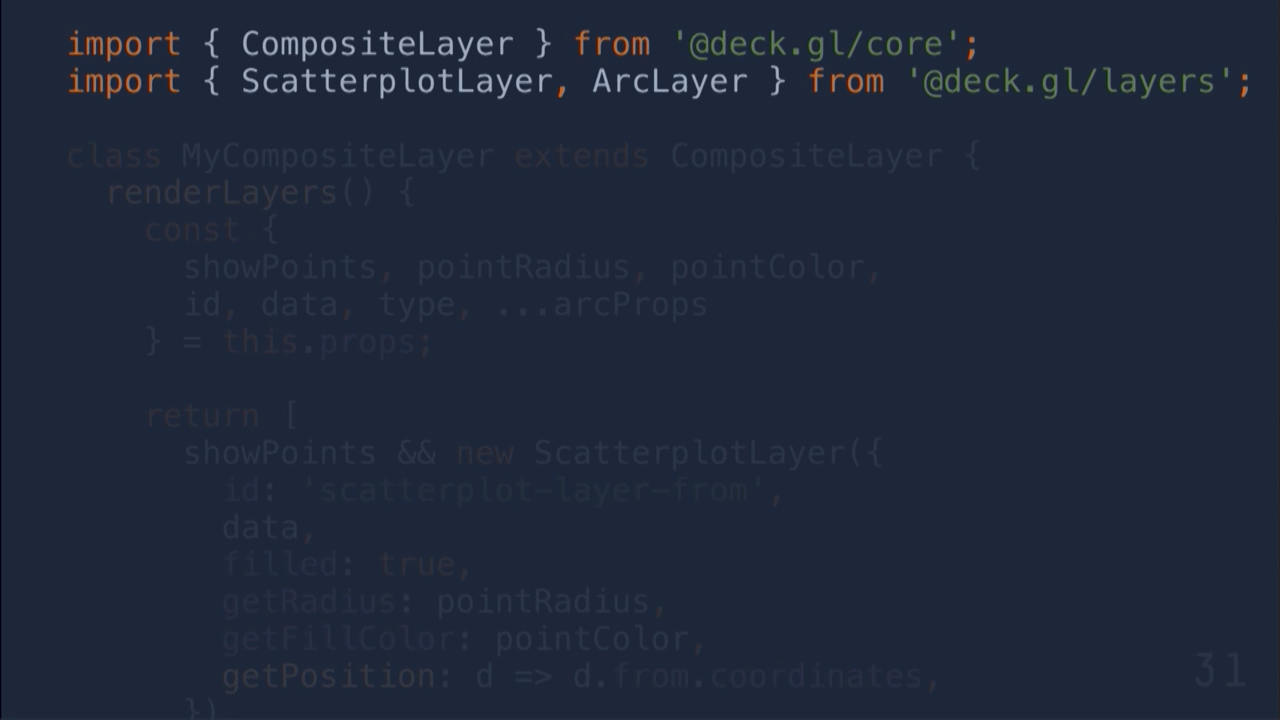 import { CompositeLayer } from '@deck.gl/core';
import { ScatterplotLayer, ArcLayer } from '@deck.gl/layers';
class MyCompositeLayer extends CompositeLayer {
renderLayers() {
const {
showPoints, pointRadius, pointColor,
id, data, type, ...arcProps
} = this.props;
return [
showPoints && new ScatterplotLayer({
id: 'scatterplot-layer-from',
data,
filled: true,
getRadius: pointRadius,
getFillColor: pointColor,
getPosition: d => d.from.coordinates,
})
31